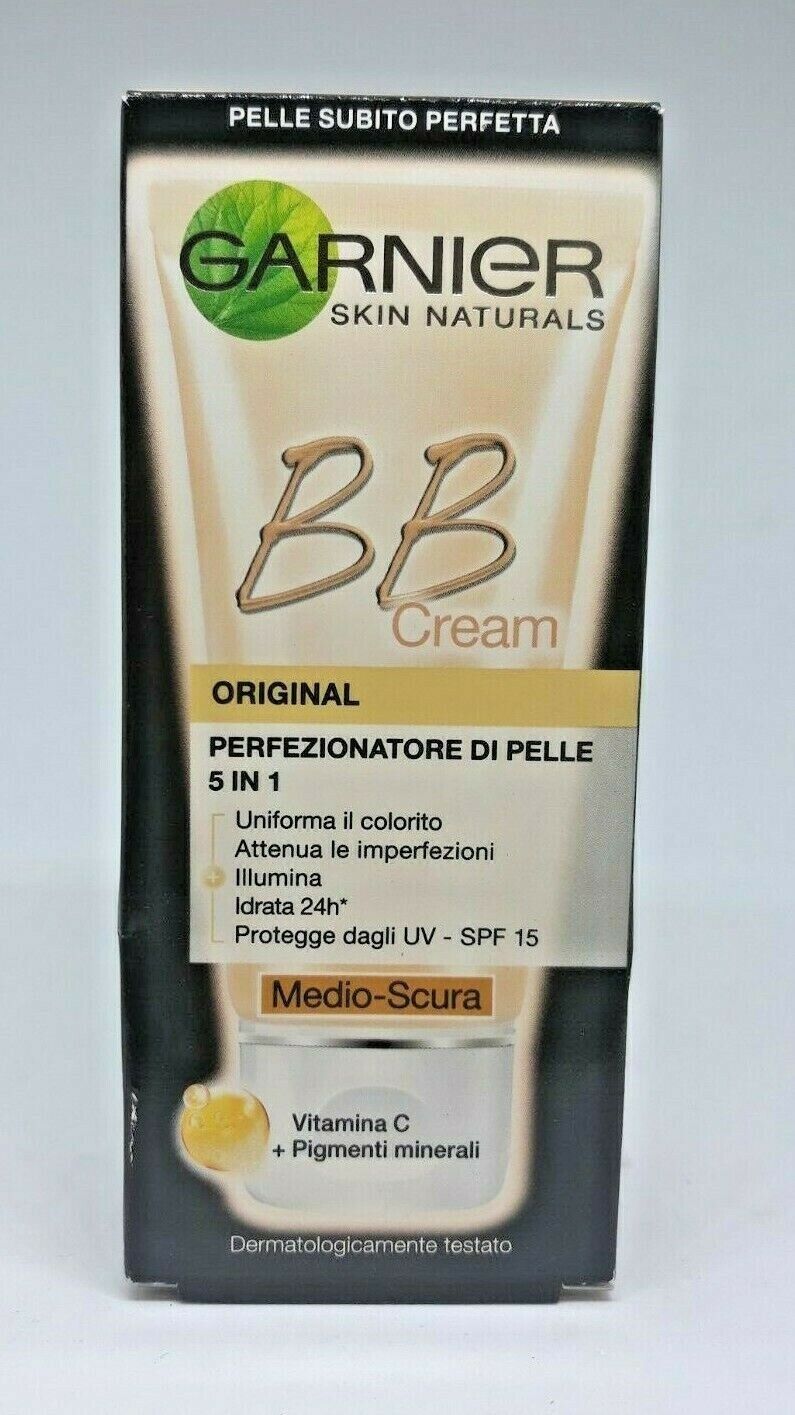 PELLE SUBITO PERFETTA
GARNIER
SKIN NATURALS
BB
Cream
ORIGINAL
PERFEZIONATORE DI PELLE
5 IN 1
Uniforma il colorito
Attenua le imperfezioni
+ Illumina
Idrata 24h*
Protegge dagli UV - SPF 15
Medio-Scura
Vitamina C
+ Pigmenti minerali
Dermatologicamente testato